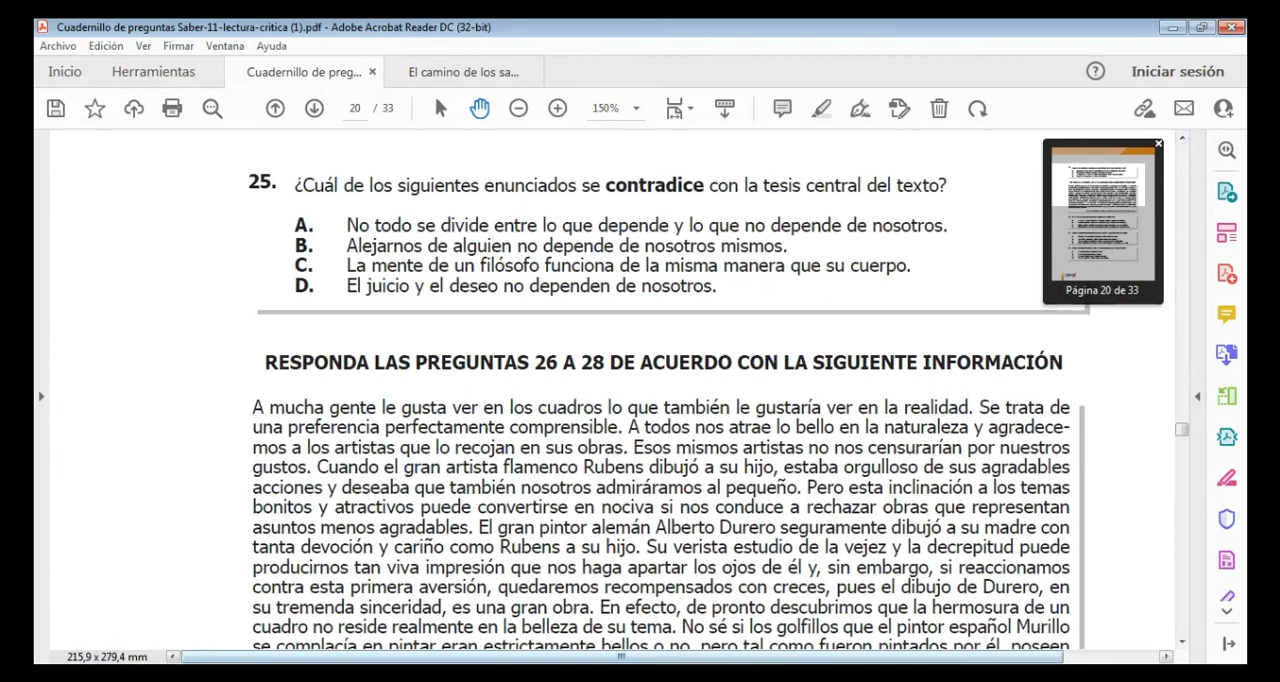 Cuadernillo de preguntas Saber-11-lectura-critica (1).pdf - Adobe Acrobat Reader DC (32-bit)
Archivo Edición Ver Firmar Ventana Ayuda
Inicio Herramientas Cuadernillo de preg... × El camino de los sa... Iniciar sesión
20 / 33 150%
25. ¿Cuál de los siguientes enunciados se contradice con la tesis central del texto?
A. No todo se divide entre lo que depende y lo que no depende de nosotros.
B. Alejarnos de alguien no depende de nosotros mismos.
C. La mente de un filósofo funciona de la misma manera que su cuerpo.
D. El juicio y el deseo no dependen de nosotros.
Página 20 de 33
RESPONDA LAS PREGUNTAS 26 A 28 DE ACUERDO CON LA SIGUIENTE INFORMACIÓN
A mucha gente le gusta ver en los cuadros lo que también le gustaría ver en la realidad. Se trata de
una preferencia perfectamente comprensible. A todos nos atrae lo bello en la naturaleza y agradece-
mos a los artistas que lo recojan en sus obras. Esos mismos artistas no nos censurarían por nuestros
gustos. Cuando el gran artista flamenco Rubens dibujó a su hijo, estaba orgulloso de sus agradables
acciones y deseaba que también nosotros admiráramos al pequeño. Pero esta inclinación a los temas
bonitos y atractivos puede convertirse en nociva si nos conduce a rechazar obras que representan
asuntos menos agradables. El gran pintor alemán Alberto Durero seguramente dibujó a su madre con
tanta devoción y cariño como Rubens a su hijo. Su verista estudio de la vejez y la decrepitud puede
producirnos tan viva impresión que nos haga apartar los ojos de él y, sin embargo, si reaccionamos
contra esta primera aversión, quedaremos recompensados con creces, pues el dibujo de Durero, en
su tremenda sinceridad, es una gran obra. En efecto, de pronto descubrimos que la hermosura de un
cuadro no reside realmente en la belleza de su tema. No sé si los golfillos que el pintor español Murillo
se complacía en pintar eran estrictamente bellos o no, pero tal como fueron pintados por él, poseen
215,9 x 279,4 mm